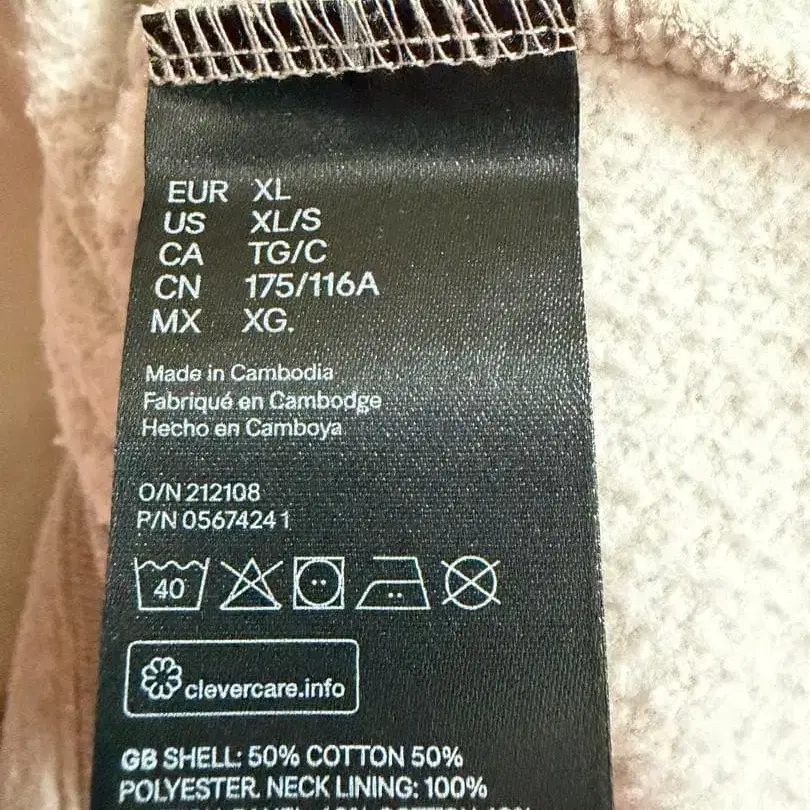 EUR XL
US XL/S
CA TG/C
CN 175/116A
MX XG.
Made in Cambodia
Fabriqué en Cambodge
Hecho en Camboya
O/N 212108
P/N 05674241
40
clevercare.info
GB SHELL: 50% COTTON 50%
POLYESTER. NECK LINING: 100%